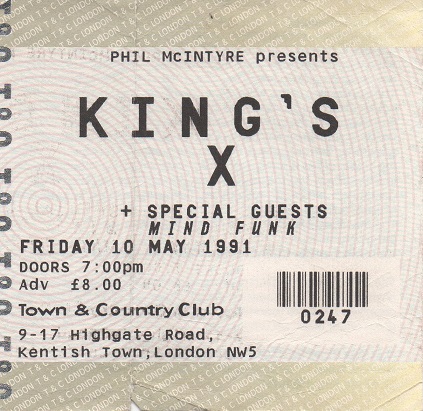 PHIL McINTYRE presents
KING'S
X
+ SPECIAL GUESTS
MIND FUNK
FRIDAY 10 MAY 1991
DOORS 7:00pm
Adv £8.00
Town & Country Club
9-17 Highgate Road,
Kentish Town,London NW5
0247